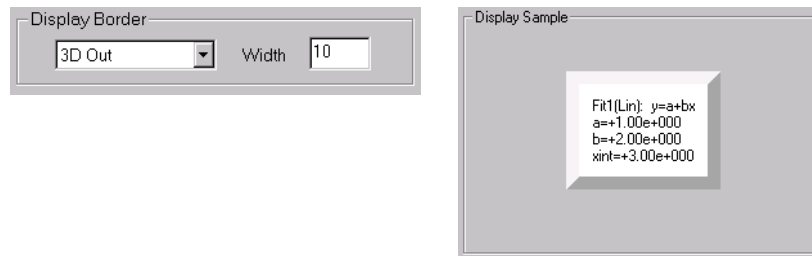 Display Border
3D Out Width 10
Display Sample
Fit1(Lin): y=a+bx
a=+1.00e+000
b=+2.00e+000
xint=+3.00e+000